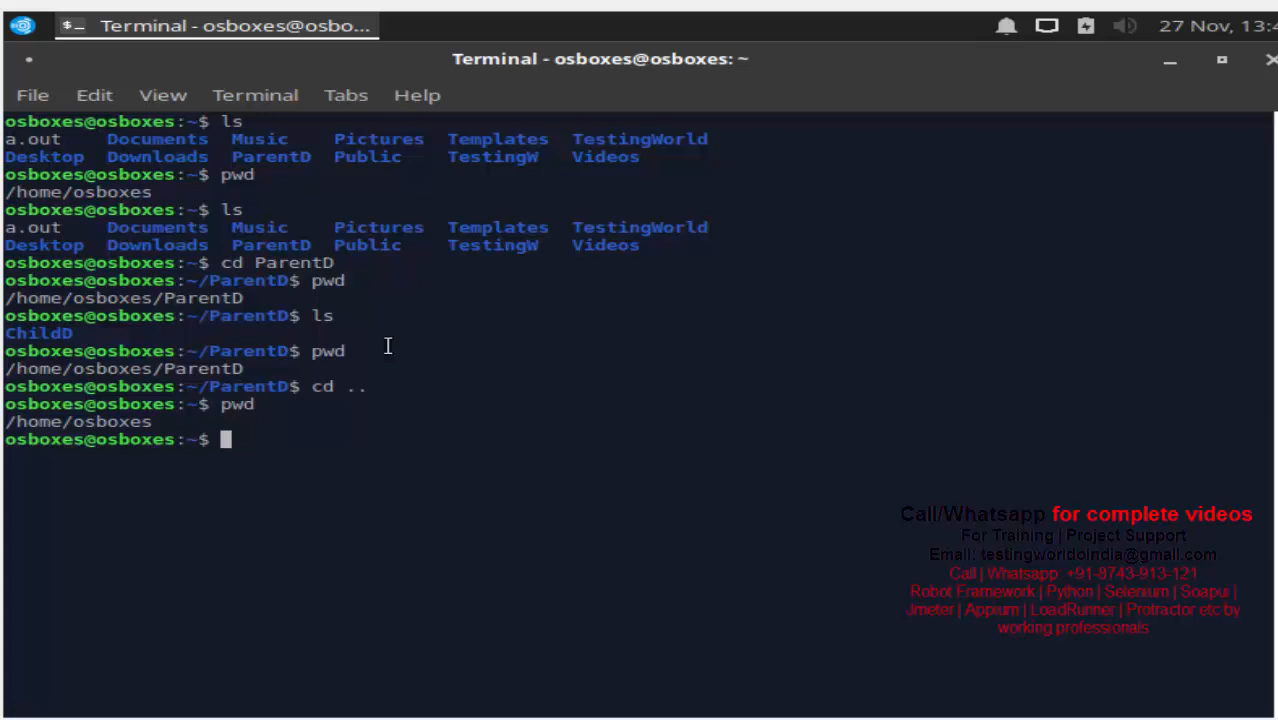 Terminal - osboxes@osbo...
27 Nov, 13:4
Terminal - osboxes@osboxes: ~
File Edit View Terminal Tabs Help
osboxes@osboxes:~$ ls
a.out Documents Music Pictures Templates TestingWorld
Desktop Downloads ParentD Public TestingW Videos
osboxes@osboxes:~$ pwd
/home/osboxes
osboxes@osboxes:~$ ls
a.out Documents Music Pictures Templates TestingWorld
Desktop Downloads ParentD Public TestingW Videos
osboxes@osboxes:~$ cd ParentD
osboxes@osboxes:~/ParentD$ pwd
/home/osboxes/ParentD
osboxes@osboxes:~/ParentD$ ls
ChildD
osboxes@osboxes:~/ParentD$ pwd
/home/osboxes/ParentD
osboxes@osboxes:~/ParentD$ cd ..
osboxes@osboxes:~$ pwd
/home/osboxes
osboxes@osboxes:~$
Call/Whatsapp for complete videos
For Training | Project Support
Email: testingworldoindia@gmail.com
Call | Whatsapp: +91-8743-913-121
Robot Framework | Python | Selenium | Soapui |
Jmeter | Appium | LoadRunner | Protractor etc by
working professionals